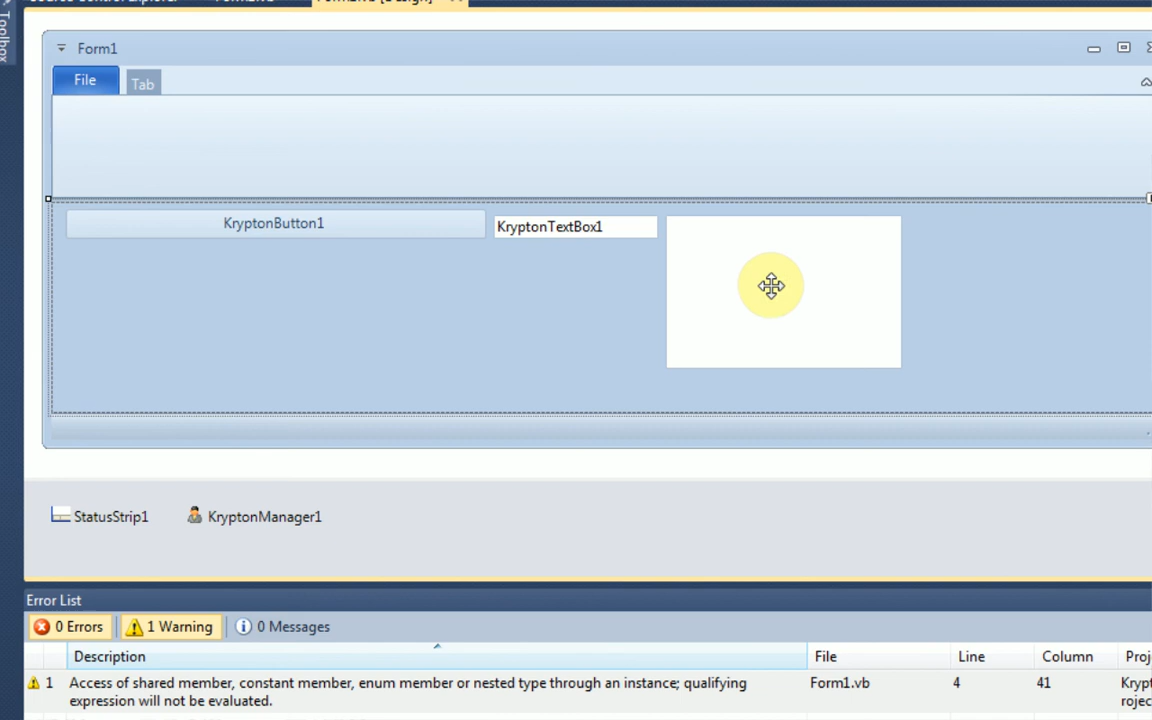 Toolbox
Form1
File
Tab
KryptonButton1
KryptonTextBox1
StatusStrip1
KryptonManager1
Error List
0 Errors
1 Warning
0 Messages
Description
File
Line
Column
1
Access of shared member, constant member, enum member or nested type through an instance; qualifying
expression will not be evaluated.
Form1.vb
4
41